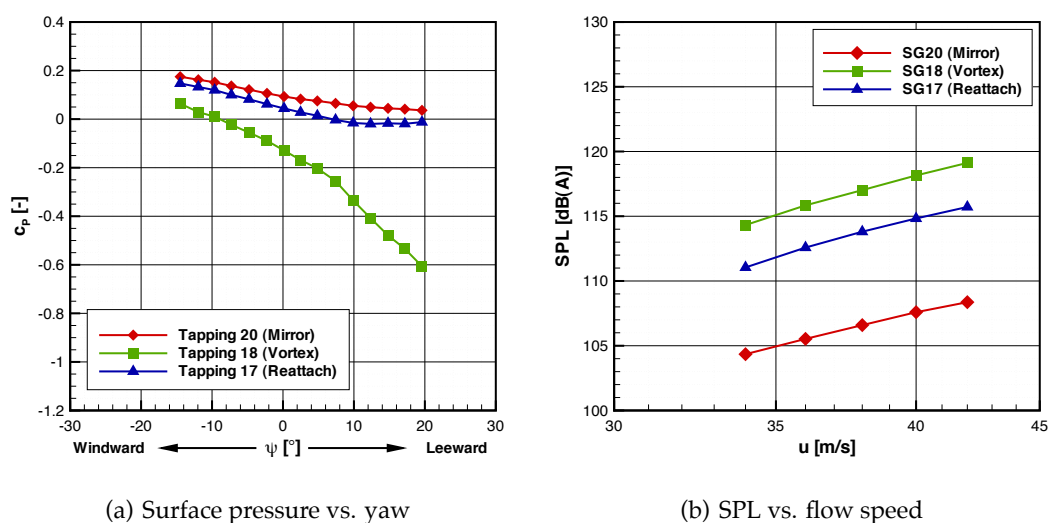 0.4
0.2
0
-0.2
-0.4
-0.6
-0.8
-1
-1.2
cp [-]
Tapping 20 (Mirror)
Tapping 18 (Vortex)
Tapping 17 (Reattach)
-30 -20 -10 0 10 20 30
Windward ψ [°] Leeward
(a) Surface pressure vs. yaw
130
125
120
115
110
105
100
SPL [dB(A)]
SG20 (Mirror)
SG18 (Vortex)
SG17 (Reattach)
30 35 40 45
u [m/s]
(b) SPL vs. flow speed